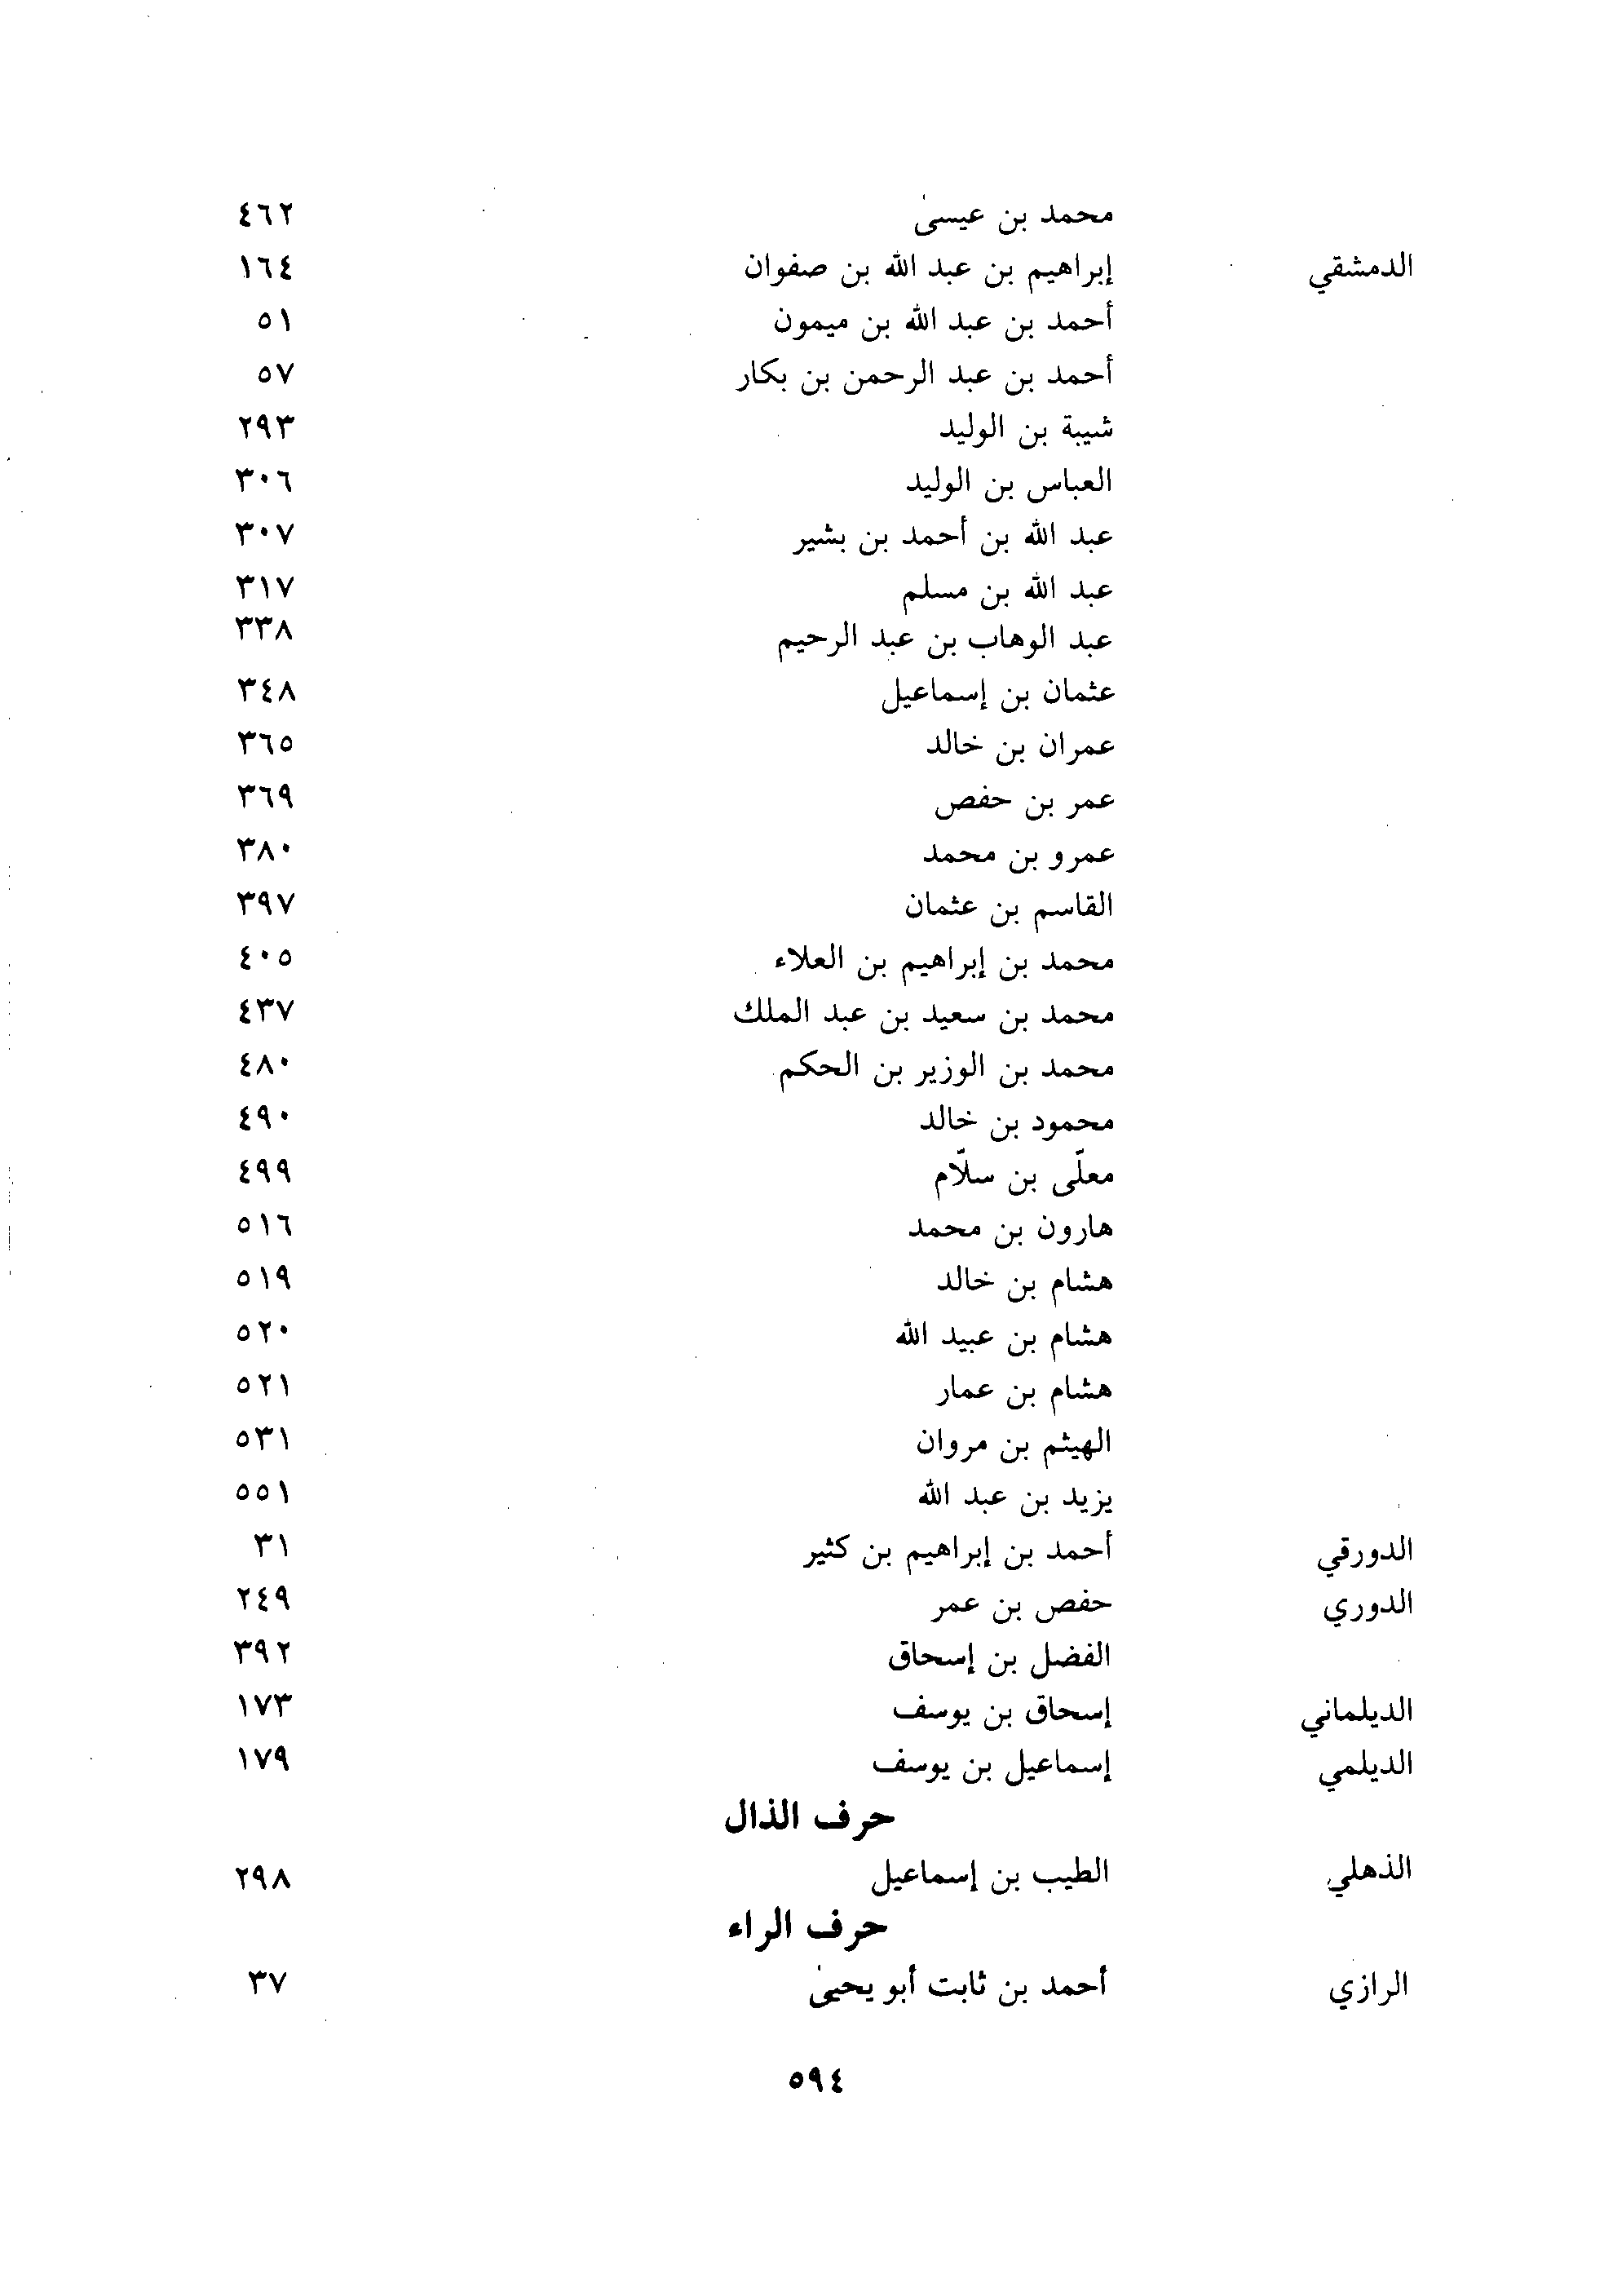 محمد بن عيسىٰ ٤٦٢
الدمشقي إبراهيم بن عبد الله بن صفوان ١٦٤
أحمد بن عبد الله بن ميمون ٥١
أحمد بن عبد الرحمن بن بكار ٥٧
شيبة بن الوليد ٢٩٣
العباس بن الوليد ٣٠٦
عبد الله بن أحمد بن بشير ٣٠٧
عبد الله بن مسلم ٣١٧
عبد الوهاب بن عبد الرحيم ٣٣٨
عثمان بن إسماعيل ٣٤٨
عمران بن خالد ٣٦٥
عمر بن حفص ٣٦٩
عمرو بن محمد ٣٨٠
القاسم بن عثمان ٣٩٧
محمد بن إبراهيم بن العلاء ٤٠٥
محمد بن سعيد بن عبد الملك ٤٣٧
محمد بن الوزير بن الحكم ٤٨٠
محمود بن خالد ٤٩٠
معلّى بن سلّام ٤٩٩
هارون بن محمد ٥١٦
هشام بن خالد ٥١٩
هشام بن عبيد الله ٥٢٠
هشام بن عمار ٥٢١
الهيثم بن مروان ٥٣١
يزيد بن عبد الله ٥٥١
الدورقي أحمد بن إبراهيم بن كثير ٣١
الدوري حفص بن عمر ٢٤٩
الفضل بن إسحاق ٣٩٢
الديلماني إسحاق بن يوسف ١٧٣
الديلمي إسماعيل بن يوسف ١٧٩
حرف الذال
الذهلي الطيب بن إسماعيل ٢٩٨
حرف الراء
الرازي أحمد بن ثابت أبو يحيىٰ ٣٧
٥٩٤